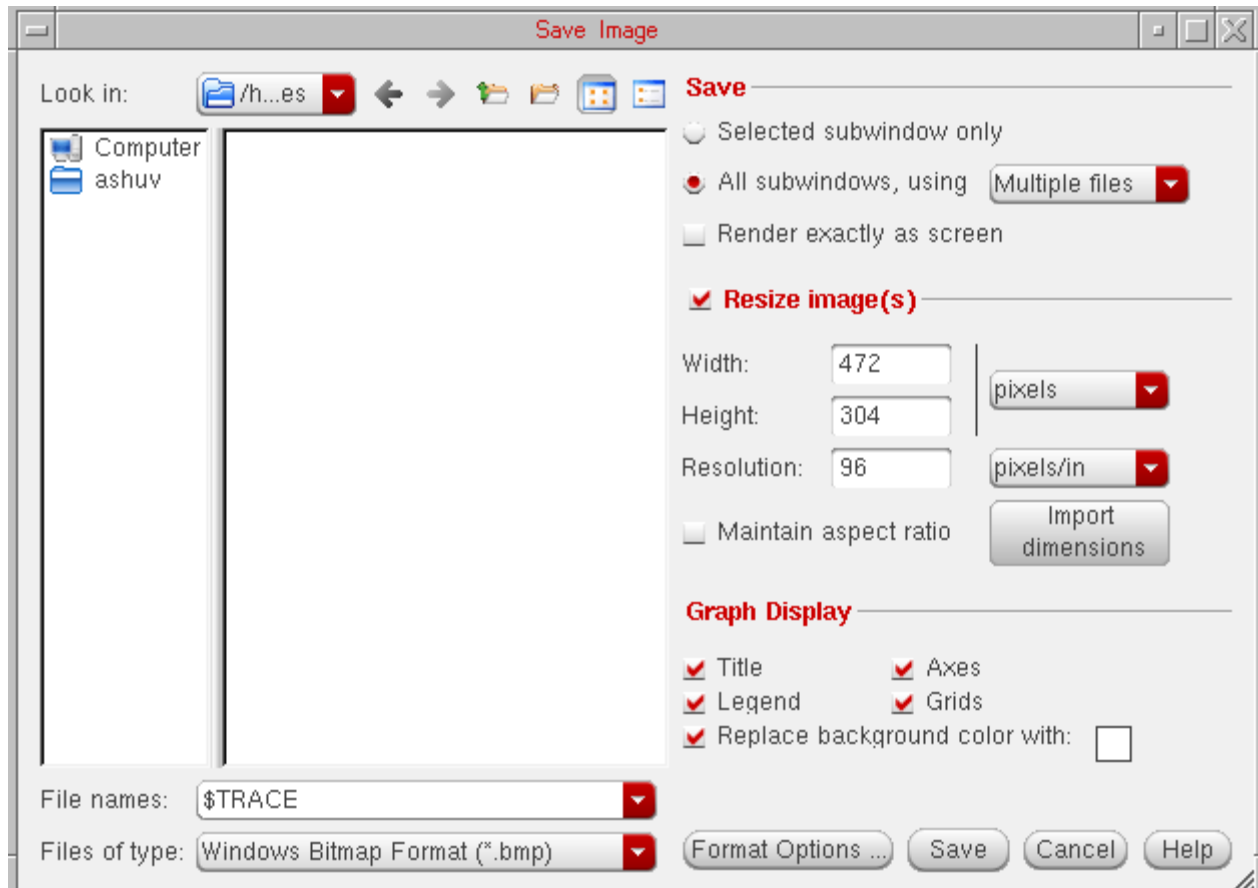 Save Image
Look in:
/h...es
Computer
ashuv
Save
Selected subwindow only
All subwindows, using
Multiple files
Render exactly as screen
Resize image(s)
Width:
472
pixels
Height:
304
Resolution:
96
pixels/in
Maintain aspect ratio
Import
dimensions
Graph Display
Title
Axes
Legend
Grids
Replace background color with:
File names:
$TRACE
Files of type:
Windows Bitmap Format (*.bmp)
Format Options ...
Save
Cancel
Help